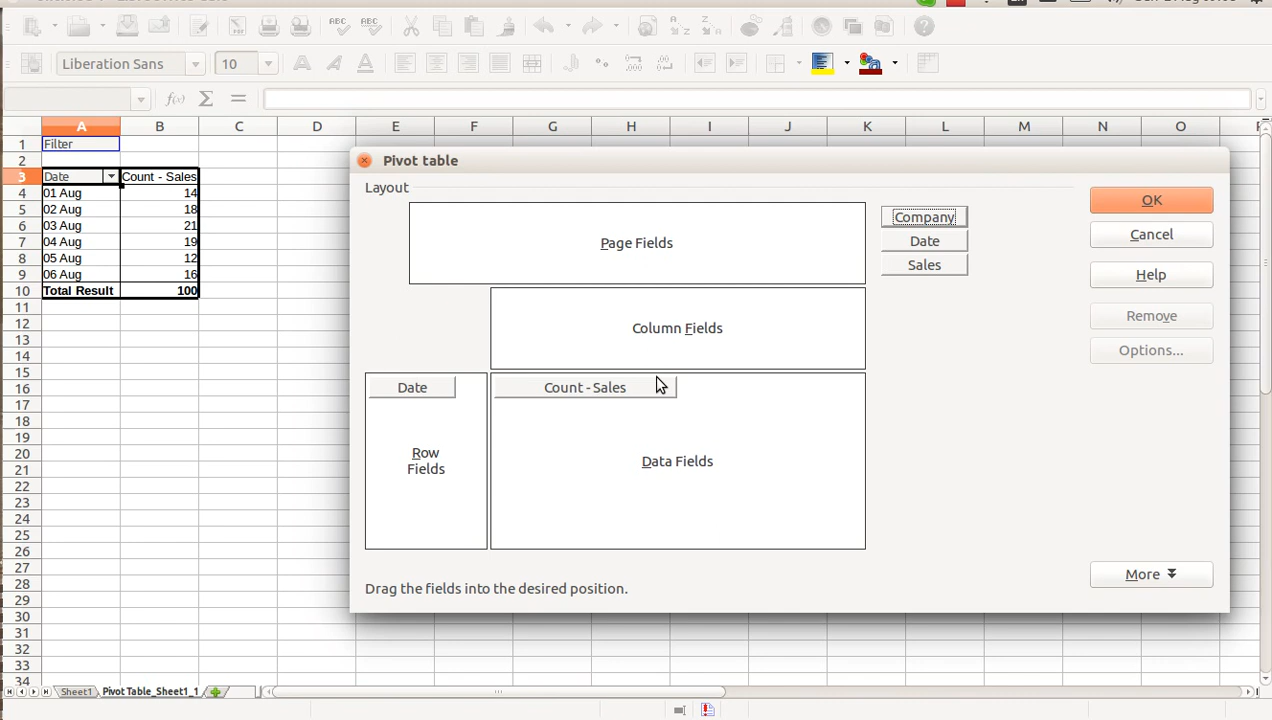 Liberation Sans
10
f(x) Σ =
A B C D E F G H I J K L M N O
1 Filter
2
3 Date Count - Sales
4 01 Aug 14
5 02 Aug 18
6 03 Aug 21
7 04 Aug 19
8 05 Aug 12
9 06 Aug 16
10 Total Result 100
11
12
13
14
15
16
17
18
19
20
21
22
23
24
25
26
27
28
29
30
31
32
33
34
Pivot table
Layout
Page Fields
Column Fields
Date
Row
Fields
Count - Sales
Data Fields
Company
Date
Sales
OK
Cancel
Help
Remove
Options...
More
Drag the fields into the desired position.
Sheet1 Pivot Table_Sheet1_1